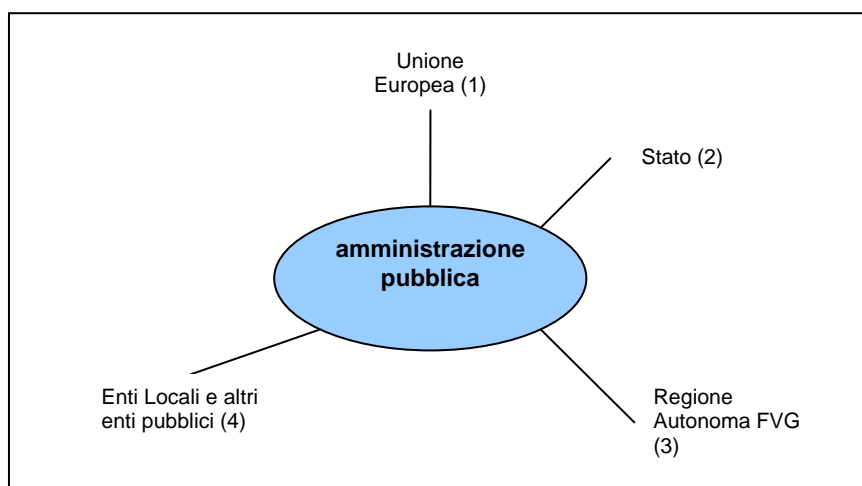 Unione
Europea (1)
Stato (2)
amministrazione
pubblica
Enti Locali e altri
enti pubblici (4)
Regione
Autonoma FVG
(3)